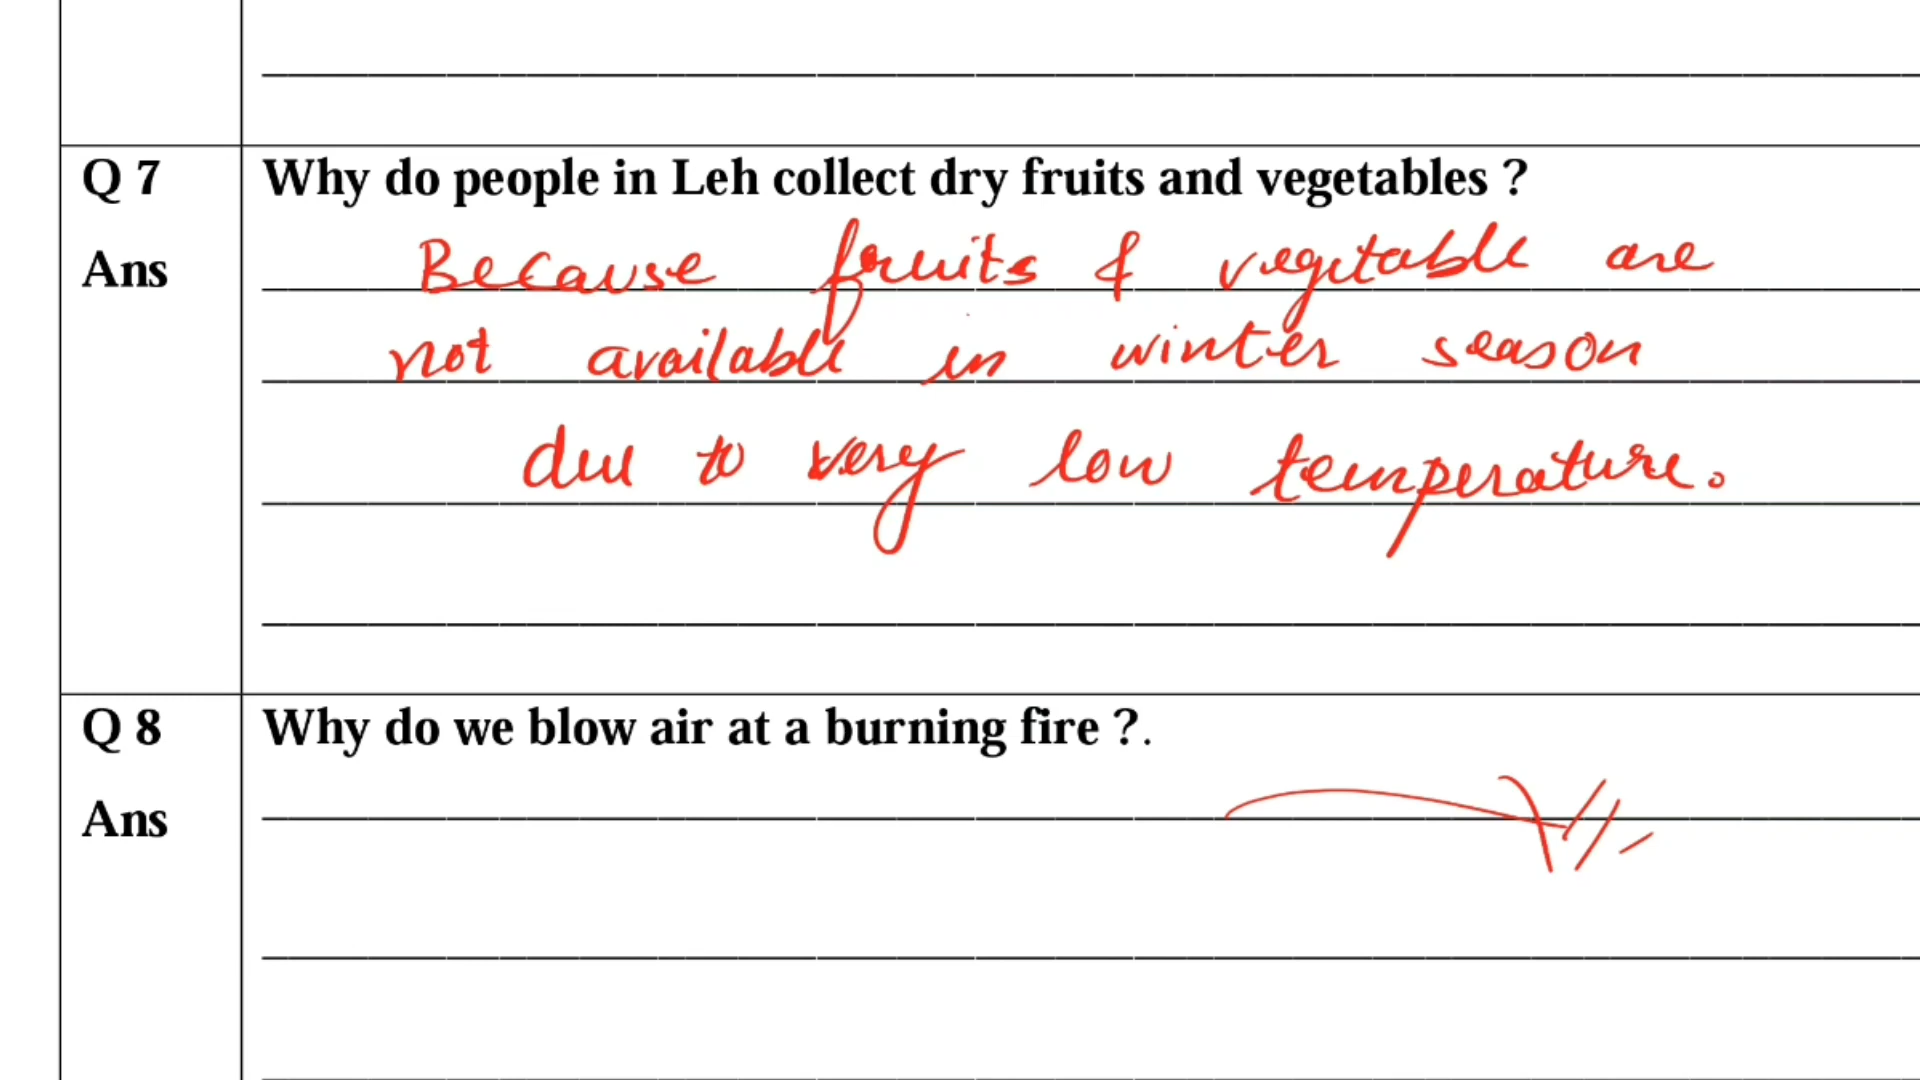 Q 7 Why do people in Leh collect dry fruits and vegetables ?
Ans Because fruits & vegetable are
not available in winter season
due to very low temperature.
Q 8 Why do we blow air at a burning fire ?.
Ans